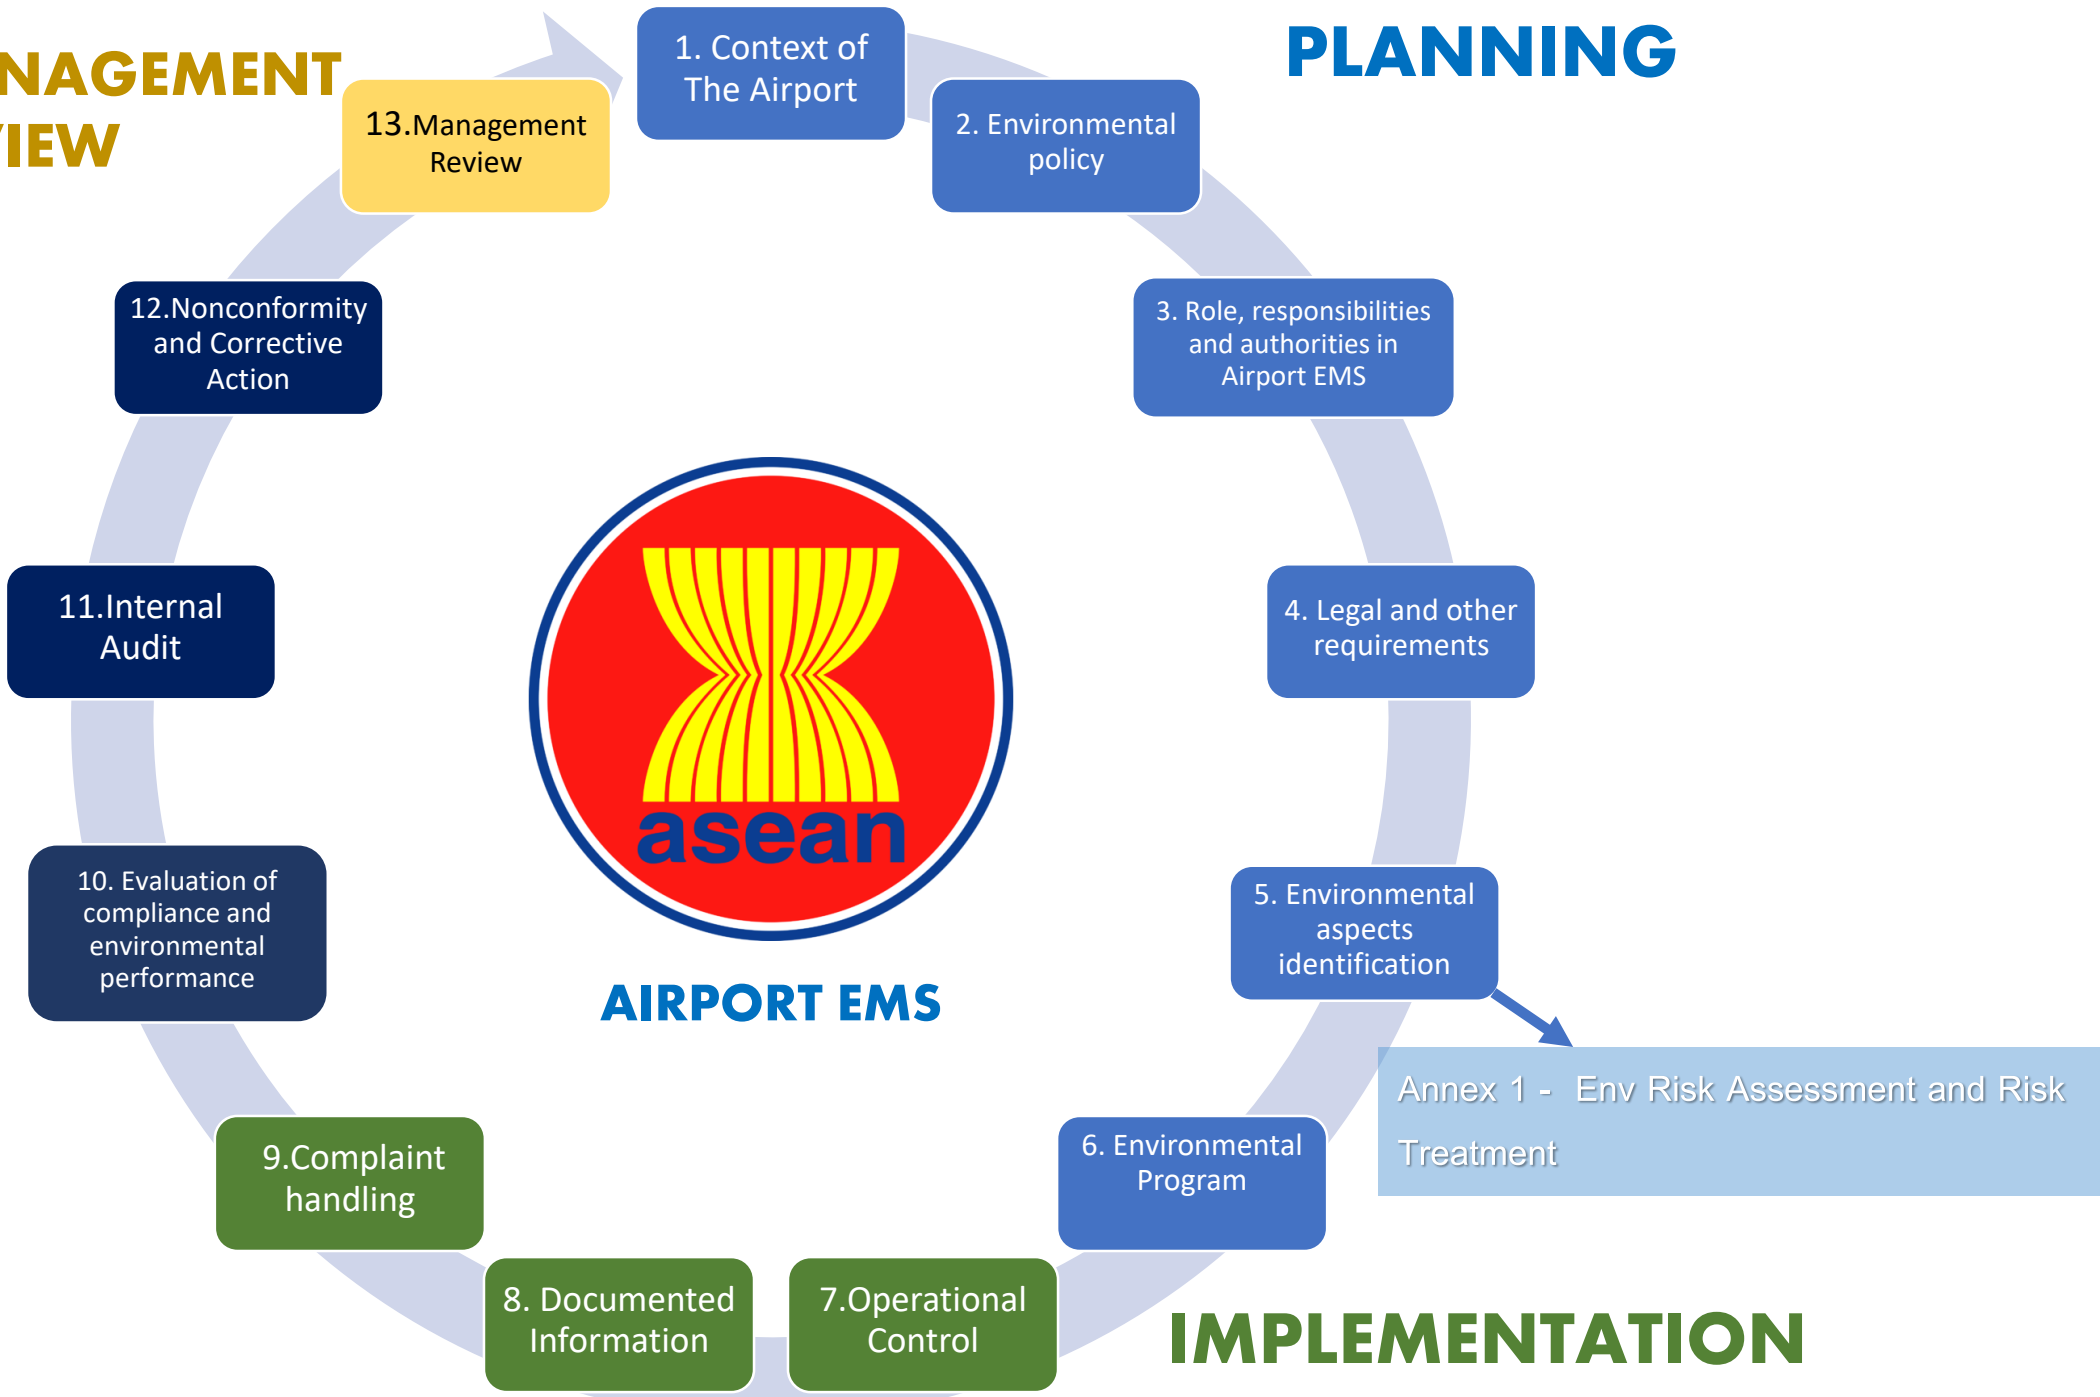 NAGEMENT
IEW
PLANNING
1. Context of
The Airport
2. Environmental
policy
3. Role, responsibilities
and authorities in
Airport EMS
4. Legal and other
requirements
5. Environmental
aspects
identification
Annex 1 - Env Risk Assessment and Risk
Treatment
6. Environmental
Program
IMPLEMENTATION
7.Operational
Control
8. Documented
Information
9.Complaint
handling
10. Evaluation of
compliance and
environmental
performance
11.Internal
Audit
12.Nonconformity
and Corrective
Action
13.Management
Review
asean
AIRPORT EMS